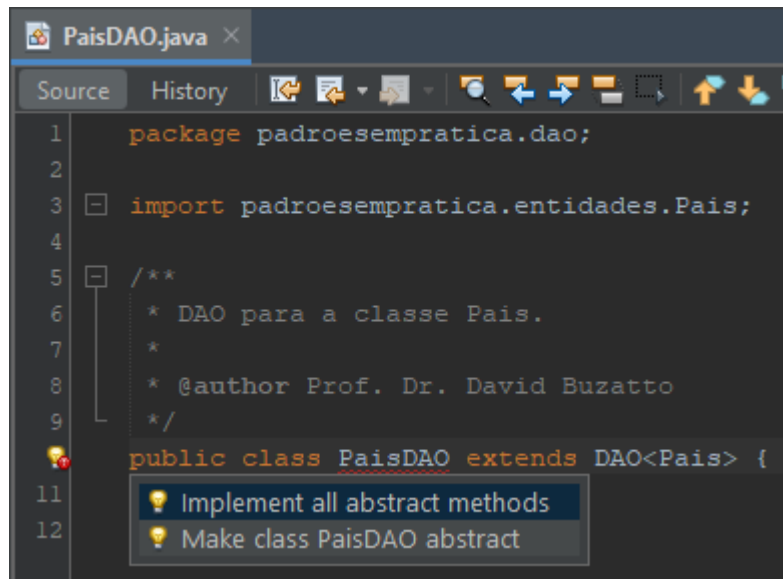 PaisDAO.java
Source History
1 package padroesempratica.dao;
2
3 import padroesempratica.entidades.Pais;
4
5 /**
6 * DAO para a classe Pais.
7 *
8 * @author Prof. Dr. David Buzatto
9 */
public class PaisDAO extends DAO<Pais> {
11 Implement all abstract methods
12 Make class PaisDAO abstract